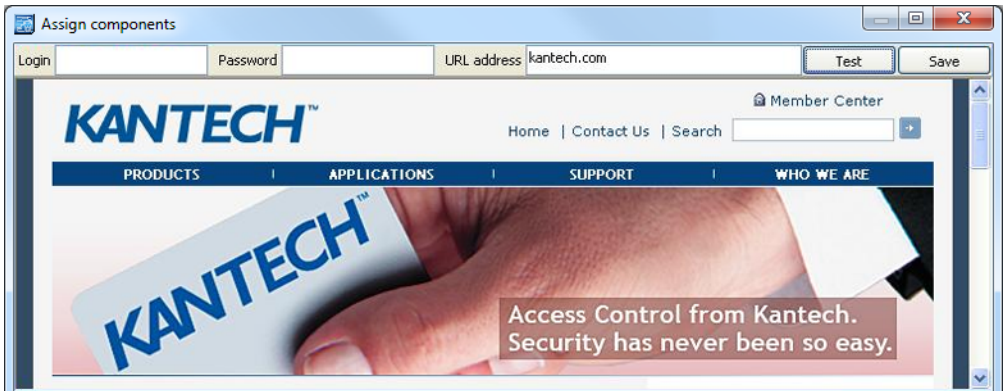 Assign components
Login Password URL address kantech.com Test Save
KANTECH™
Member Center
Home | Contact Us | Search
PRODUCTS | APPLICATIONS | SUPPORT | WHO WE ARE
KANTECH™
Access Control from Kantech.
Security has never been so easy.